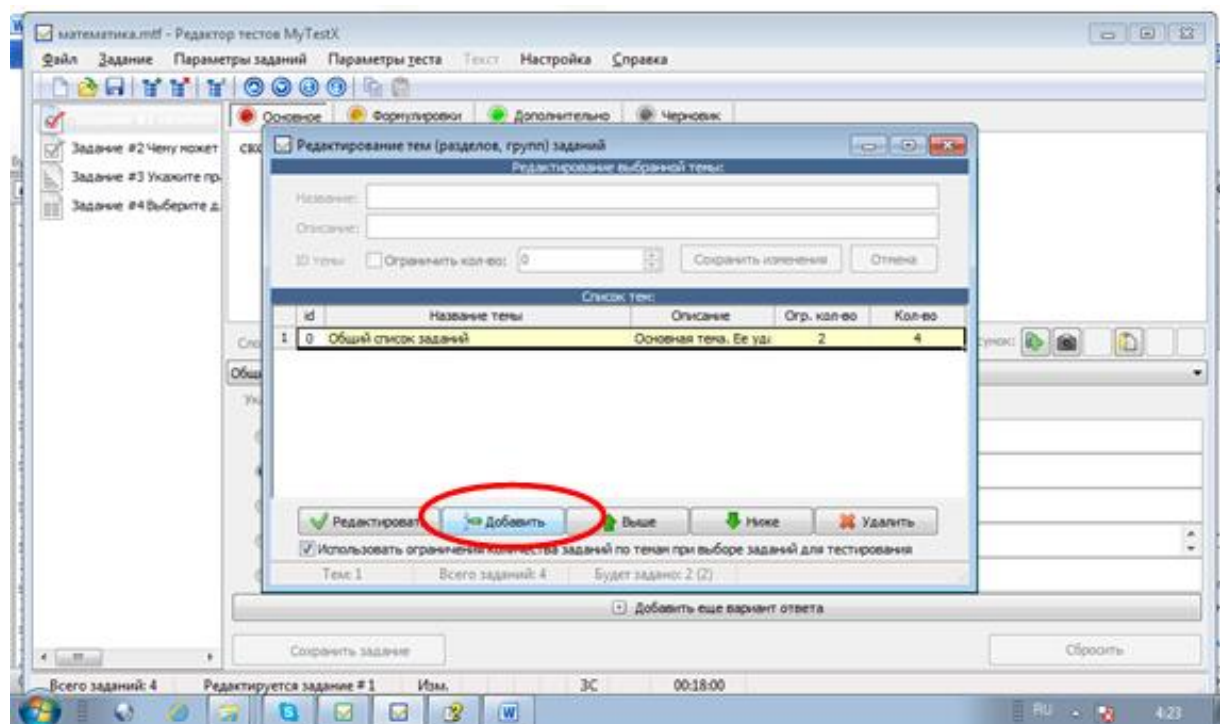 математика.mtf - Редактор тестов MyTestX
Файл Задание Параметры заданий Параметры теста Текст Настройка Справка
Основное Формулировки Дополнительно Черновик
Задание #2 Чему может
Задание #3 Укажите пр
Задание #4 Выберите д
ско
Редактирование тем (разделов, групп) заданий
Редактирование выбранной темы:
Название:
Описание:
ID темы Ограничить кол-во: 0 Сохранить изменения Отмена
Список тем:
id Название темы Описание Огр. кол-во Кол-во
1 0 Общий список заданий Основная тема. Ее уда 2 4
Сло
Общи
Ука
Редактироват Добавить Выше Ниже Удалить
Использовать ограничения количества заданий по темам при выборе заданий для тестирования
Тем: 1 Всего заданий: 4 Будет задано: 2 (2)
Добавить еще вариант ответа
Сохранить задание Сбросить
Всего заданий: 4 Редактируется задание # 1 Изм. ЗС 00:18:00
RU 4:23